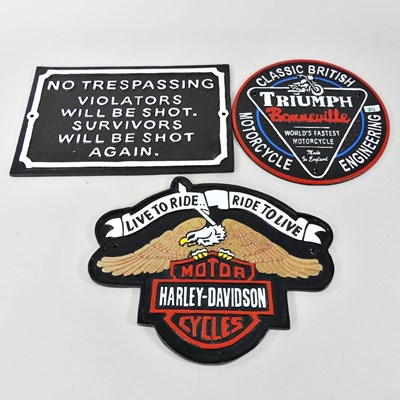 NO TRESPASSING
VIOLATORS
WILL BE SHOT.
SURVIVORS
WILL BE SHOT
AGAIN.
CLASSIC BRITISH
TRIUMPH
Bonneville
WORLD'S FASTEST
MOTORCYCLE
Made
In England
MOTORCYCLE
ENGINEERING
LIVE TO RIDE.. RIDE TO LIVE
MOTOR
HARLEY-DAVIDSON
CYCLES